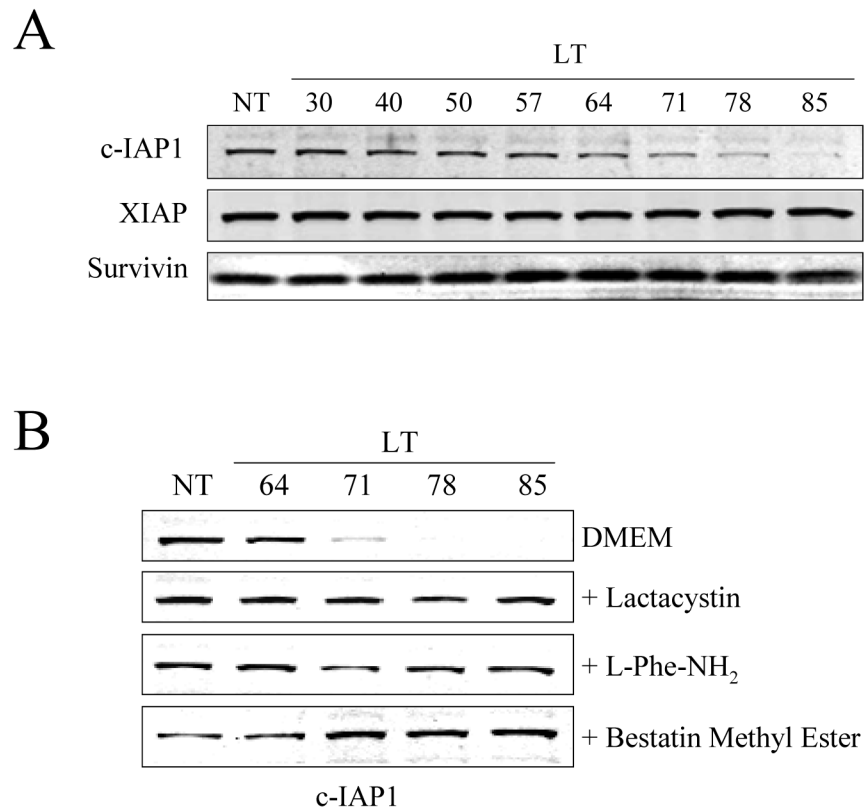 A
LT
NT 30 40 50 57 64 71 78 85
c-IAP1
XIAP
Survivin
B
LT
NT 64 71 78 85
DMEM
+ Lactacystin
+ L-Phe-NH₂
+ Bestatin Methyl Ester
c-IAP1